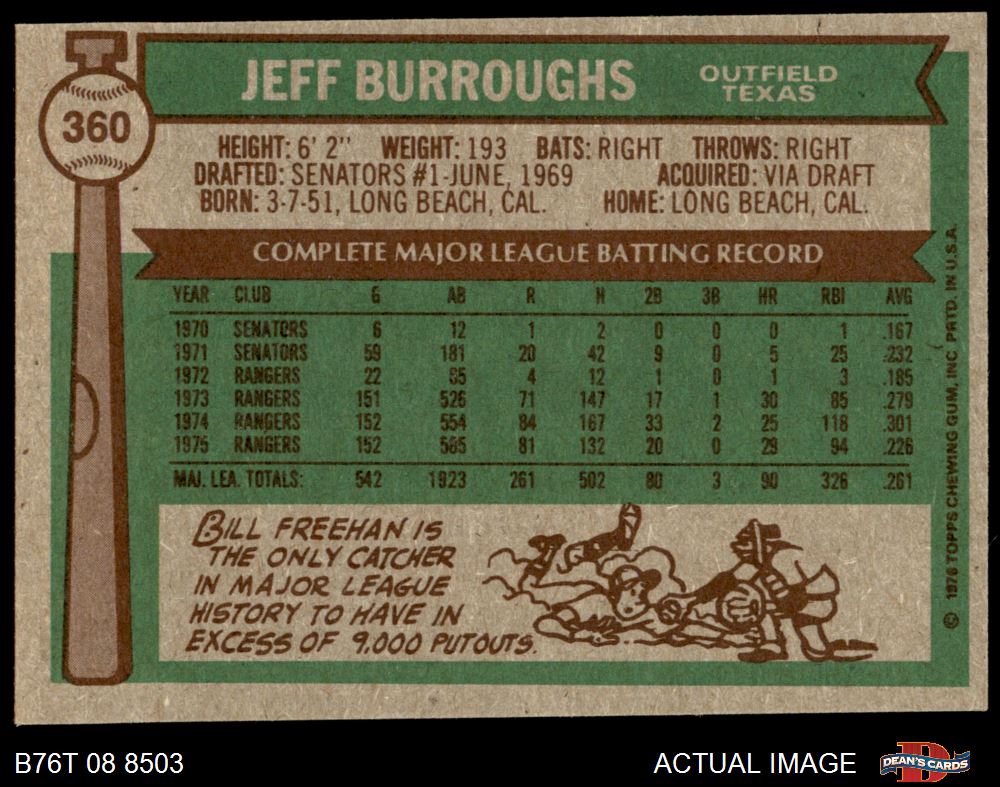 360
JEFF BURROUGHS
OUTFIELD
TEXAS
HEIGHT: 6' 2" WEIGHT: 193 BATS: RIGHT THROWS: RIGHT
DRAFTED: SENATORS #1-JUNE, 1969 ACQUIRED: VIA DRAFT
BORN: 3-7-51, LONG BEACH, CAL. HOME: LONG BEACH, CAL.
COMPLETE MAJOR LEAGUE BATTING RECORD
YEAR CLUB G AB R H 2B 3B HR RBI AVG
1970 SENATORS 6 12 1 2 0 0 0 1 .167
1971 SENATORS 59 181 20 42 9 0 5 25 .232
1972 RANGERS 22 65 4 12 1 0 1 3 .185
1973 RANGERS 151 526 71 147 17 1 30 85 .279
1974 RANGERS 152 554 84 167 33 2 25 118 .301
1975 RANGERS 152 585 81 132 20 0 29 94 .226
MAJ. LEA. TOTALS: 542 1923 261 502 80 3 90 326 .261
BILL FREEHAN IS
THE ONLY CATCHER
IN MAJOR LEAGUE
HISTORY TO HAVE IN
EXCESS OF 9,000 PUTOUTS.
© 1976 TOPPS CHEWING GUM, INC PRTD. IN U.S.A.
B76T 08 8503
ACTUAL IMAGE
D
DEAN'S CARDS